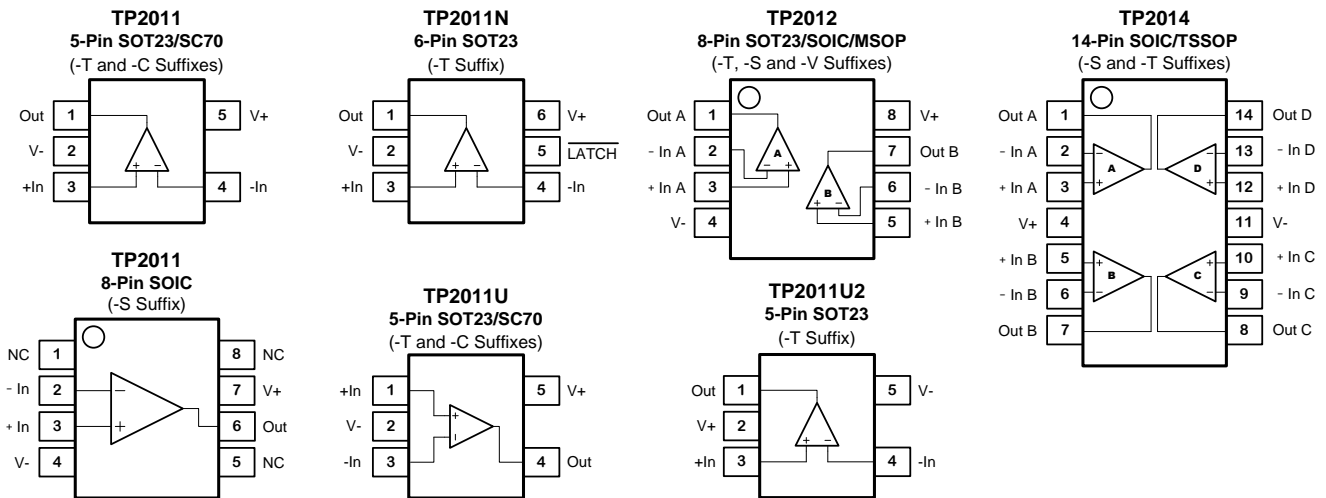 TP2011
5-Pin SOT23/SC70
(-T and -C Suffixes)
Out 1 5 V+
V- 2
+In 3 + − 4 -In
TP2011N
6-Pin SOT23
(-T Suffix)
Out 1 6 V+
V- 2 5 LATCH
+In 3 + − 4 -In
TP2012
8-Pin SOT23/SOIC/MSOP
(-T, -S and -V Suffixes)
Out A 1 8 V+
A
- In A 2 − + 7 Out B
+ In A 3 B 6 - In B
V- 4 + − 5 + In B
TP2014
14-Pin SOIC/TSSOP
(-S and -T Suffixes)
Out A 1 14 Out D
- In A 2 − − 13 - In D
A D
+ In A 3 + + 12 + In D
V+ 4 11 V-
+ In B 5 + + 10 + In C
B C
- In B 6 − − 9 - In C
Out B 7 8 Out C
TP2011
8-Pin SOIC
(-S Suffix)
NC 1 8 NC
- In 2 − 7 V+
+ In 3 + 6 Out
V- 4 5 NC
TP2011U
5-Pin SOT23/SC70
(-T and -C Suffixes)
+In 1 + 5 V+
V- 2 −
-In 3 4 Out
TP2011U2
5-Pin SOT23
(-T Suffix)
Out 1 5 V-
V+ 2
+In 3 + − 4 -In